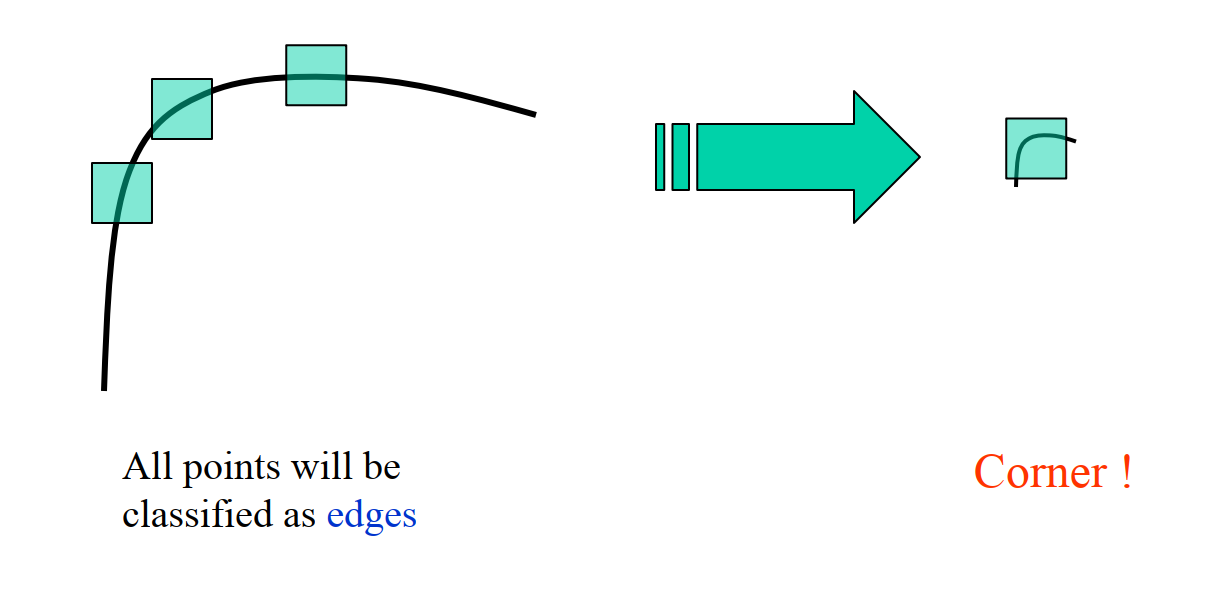 All points will be
classified as edges
Corner !